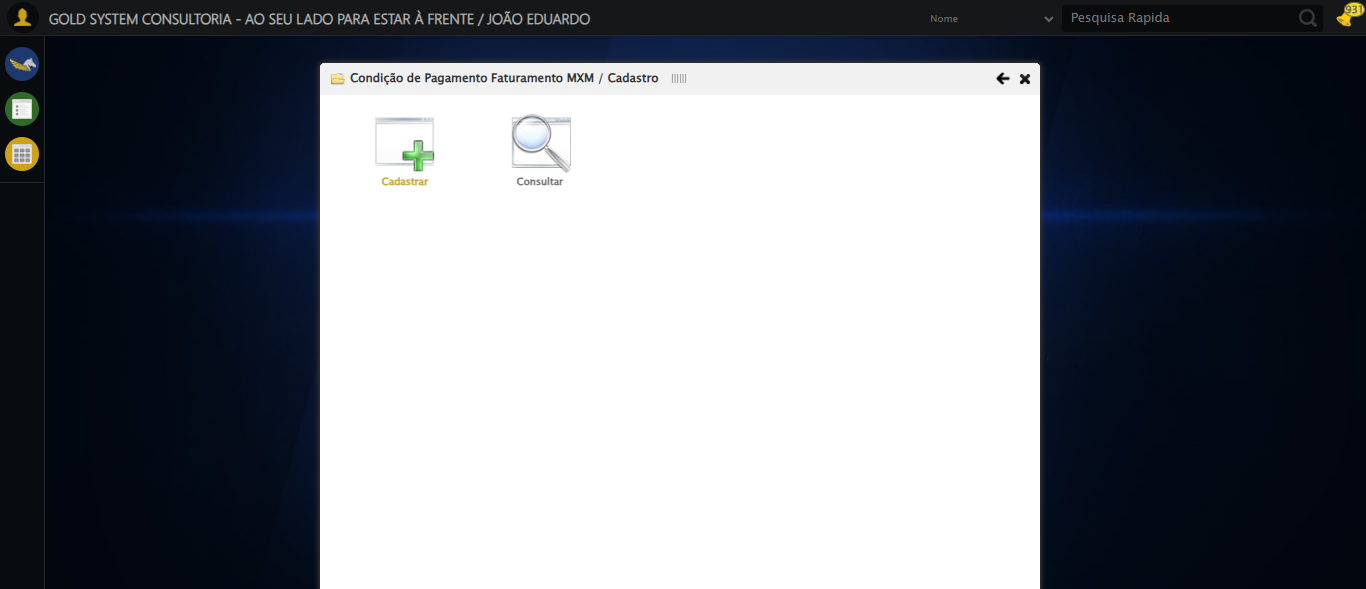 GOLD SYSTEM CONSULTORIA - AO SEU LADO PARA ESTAR À FRENTE / JOÃO EDUARDO
Nome
Pesquisa Rapida
931
Condição de Pagamento Faturamento MXM / Cadastro
Cadastrar
Consultar